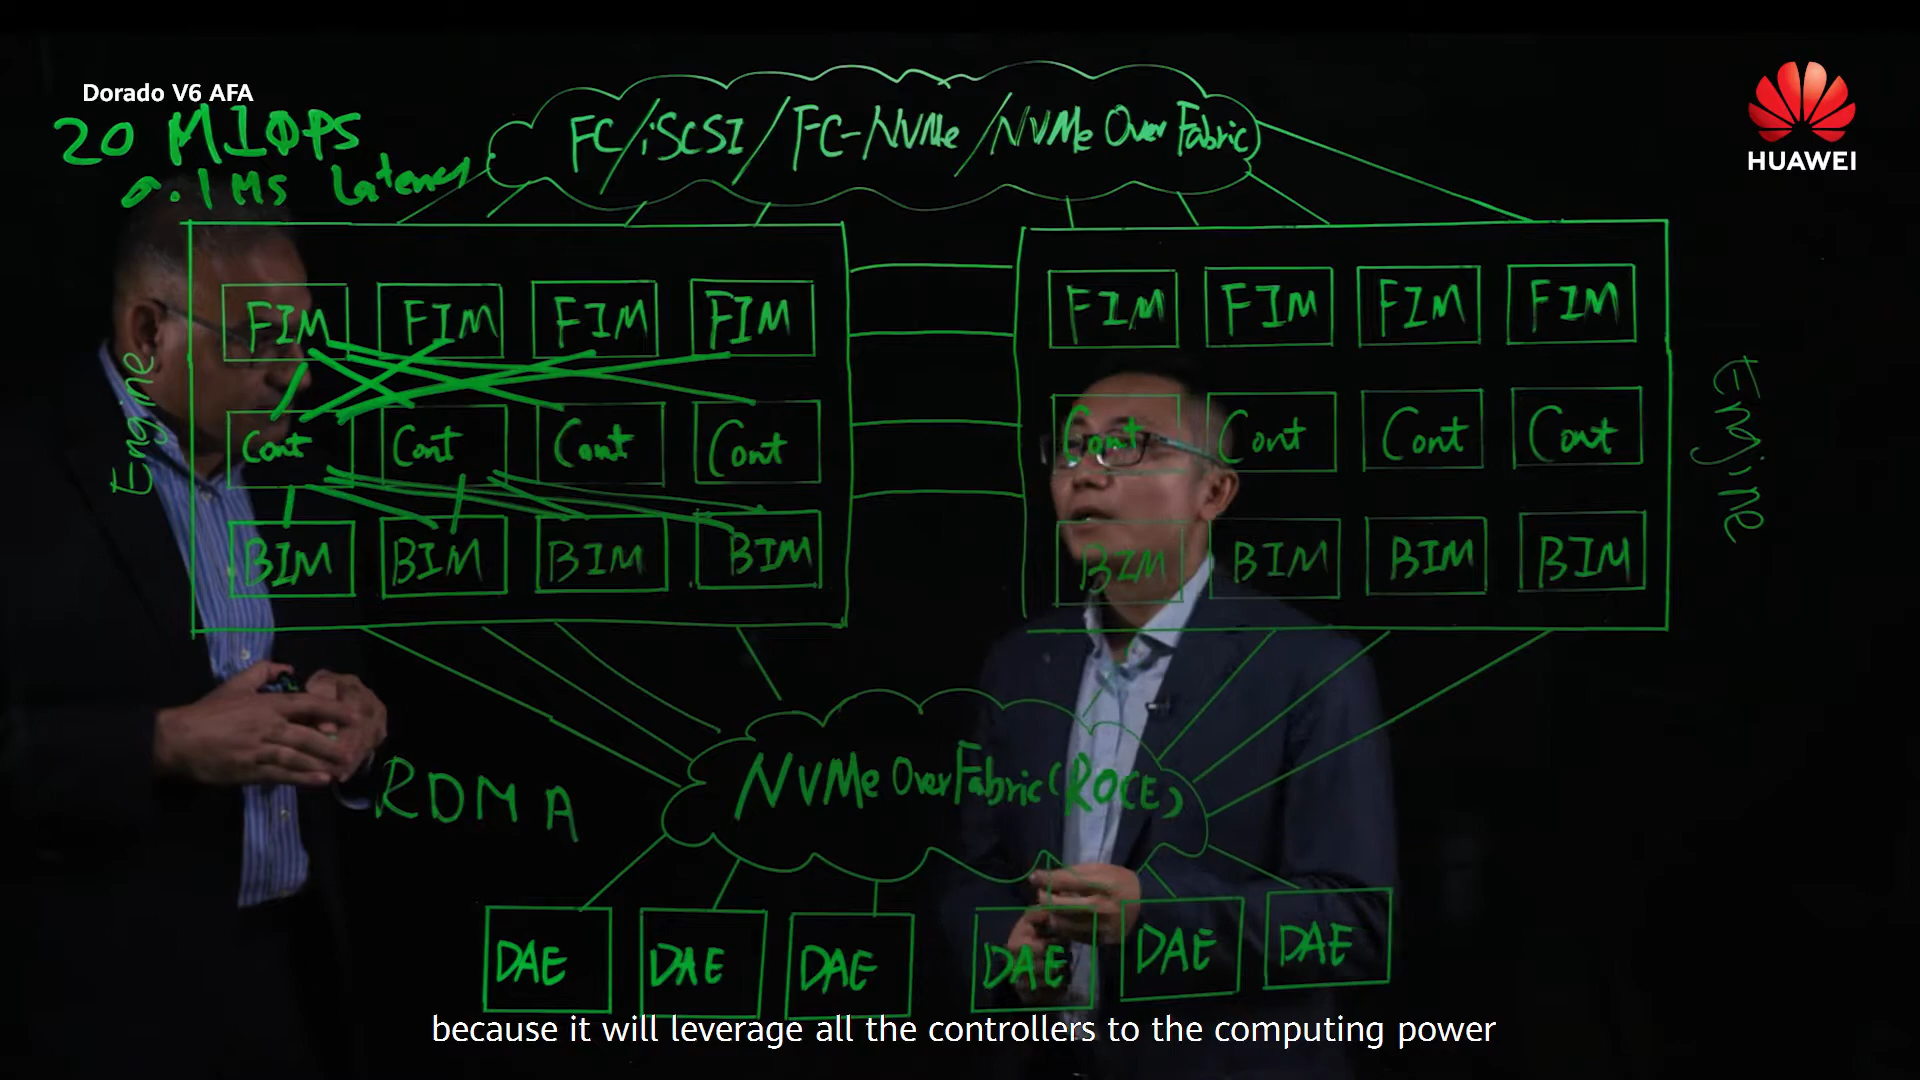 Dorado V6 AFA
HUAWEI
20 MIOPS
0.1MS Latency
FC/iSCSI/FC-NVMe/NVMe Over Fabric
Engine
FIM FIM FIM FIM
Cont Cont Cont Cont
BIM BIM BIM BIM
FIM FIM FIM FIM
Cont Cont Cont Cont
BIM BIM BIM BIM
Engine
RDMA
NVMe Over Fabric (ROCE)
DAE DAE DAE DAE DAE DAE
because it will leverage all the controllers to the computing power